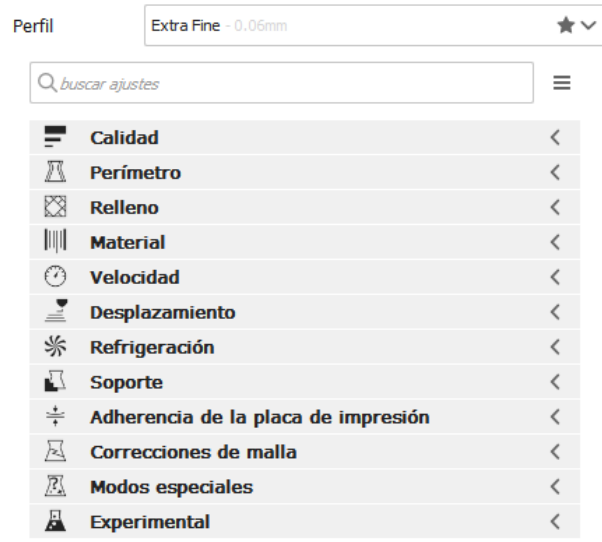 Perfil Extra Fine - 0.06mm
buscar ajustes
Calidad
Perímetro
Relleno
Material
Velocidad
Desplazamiento
Refrigeración
Soporte
Adherencia de la placa de impresión
Correcciones de malla
Modos especiales
Experimental